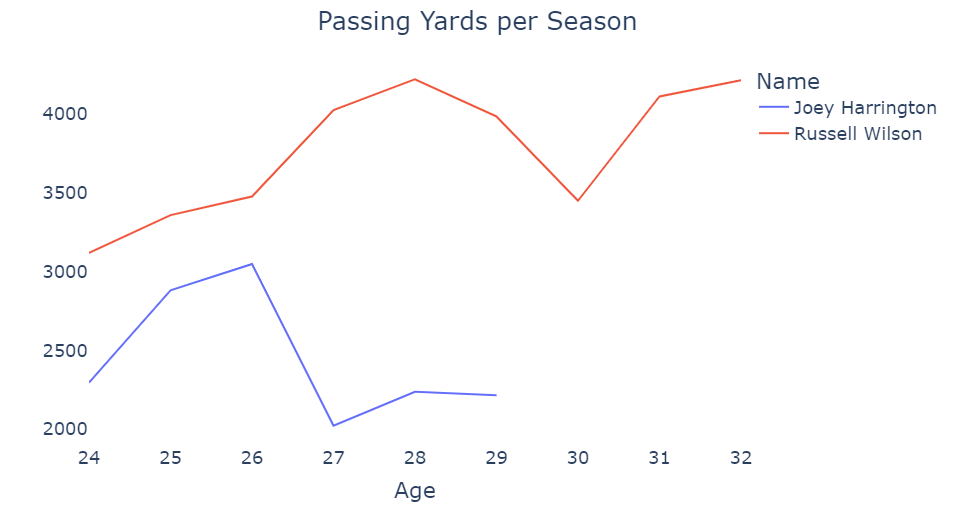 Passing Yards per Season
Name
Joey Harrington
Russell Wilson
4000
3500
3000
2500
2000
24 25 26 27 28 29 30 31 32
Age